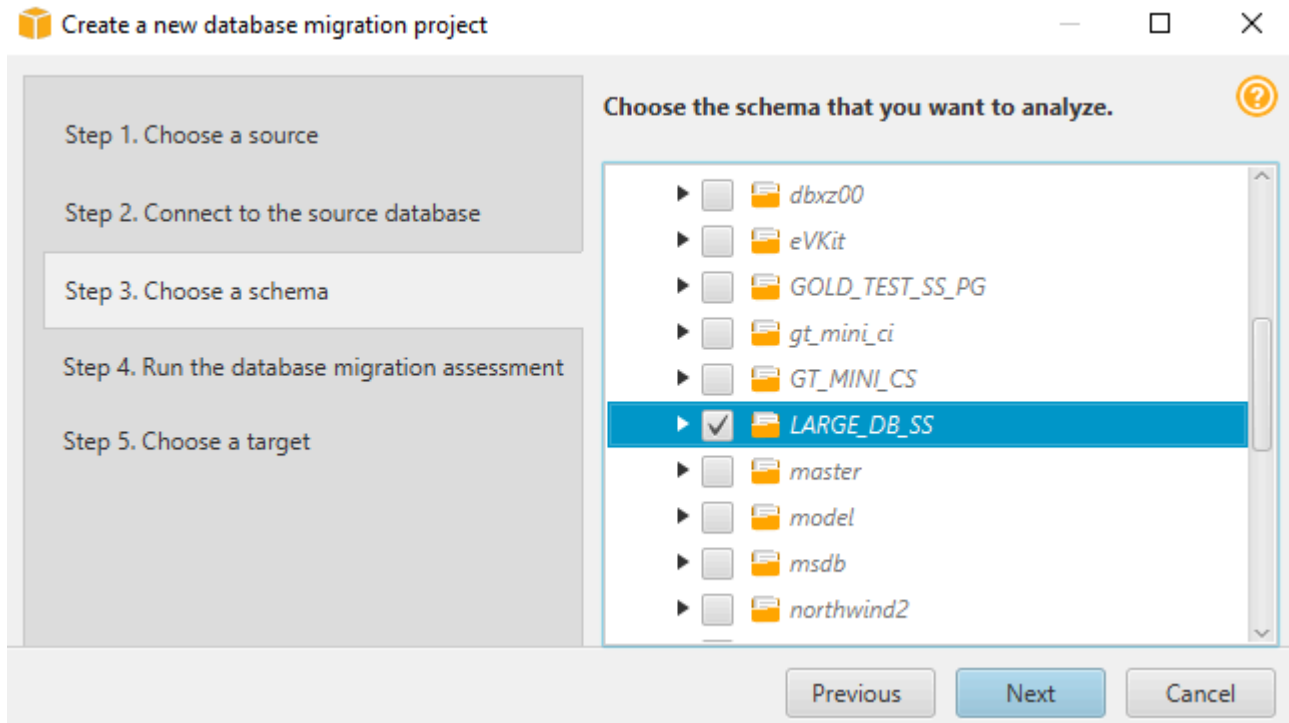 Create a new database migration project
Step 1. Choose a source
Step 2. Connect to the source database
Step 3. Choose a schema
Step 4. Run the database migration assessment
Step 5. Choose a target
Choose the schema that you want to analyze.
?
dbxz00
eVKit
GOLD_TEST_SS_PG
gt_mini_ci
GT_MINI_CS
LARGE_DB_SS
master
model
msdb
northwind2
Previous
Next
Cancel